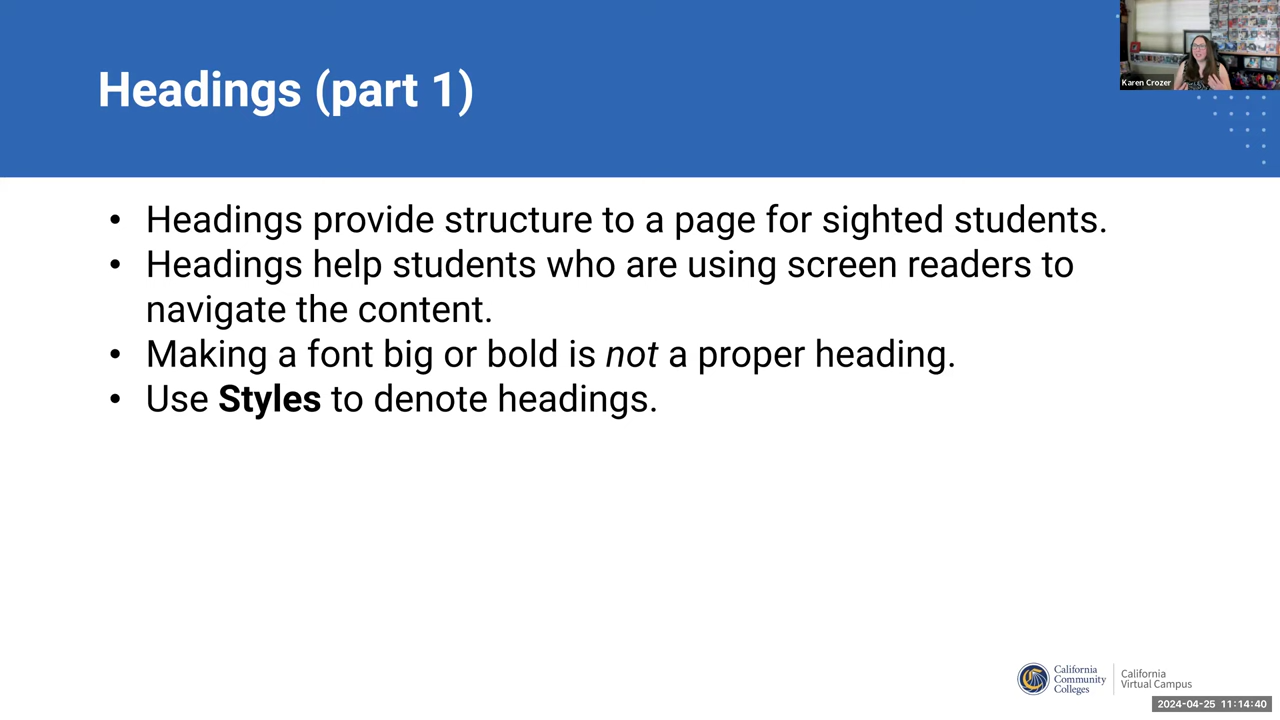 Headings (part 1)
Karen Crozer
• Headings provide structure to a page for sighted students.
• Headings help students who are using screen readers to
navigate the content.
• Making a font big or bold is not a proper heading.
• Use Styles to denote headings.
California
Community
Colleges
California
Virtual Campus
2024-04-25 11:14:40